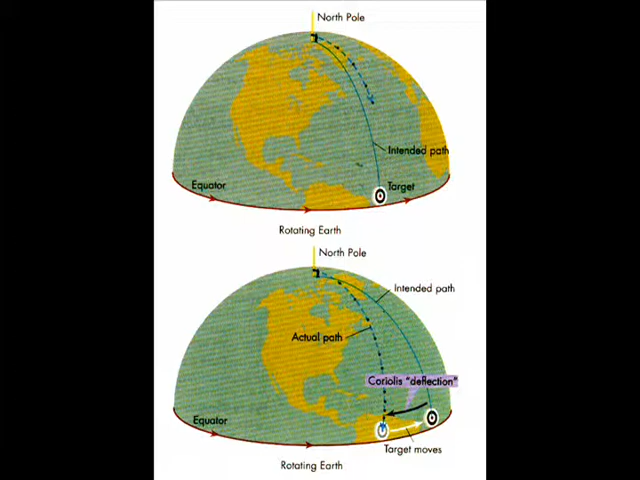 North Pole
Intended path
Equator
Target
Rotating Earth
North Pole
Intended path
Actual path
Coriolis "deflection"
Equator
Target moves
Rotating Earth